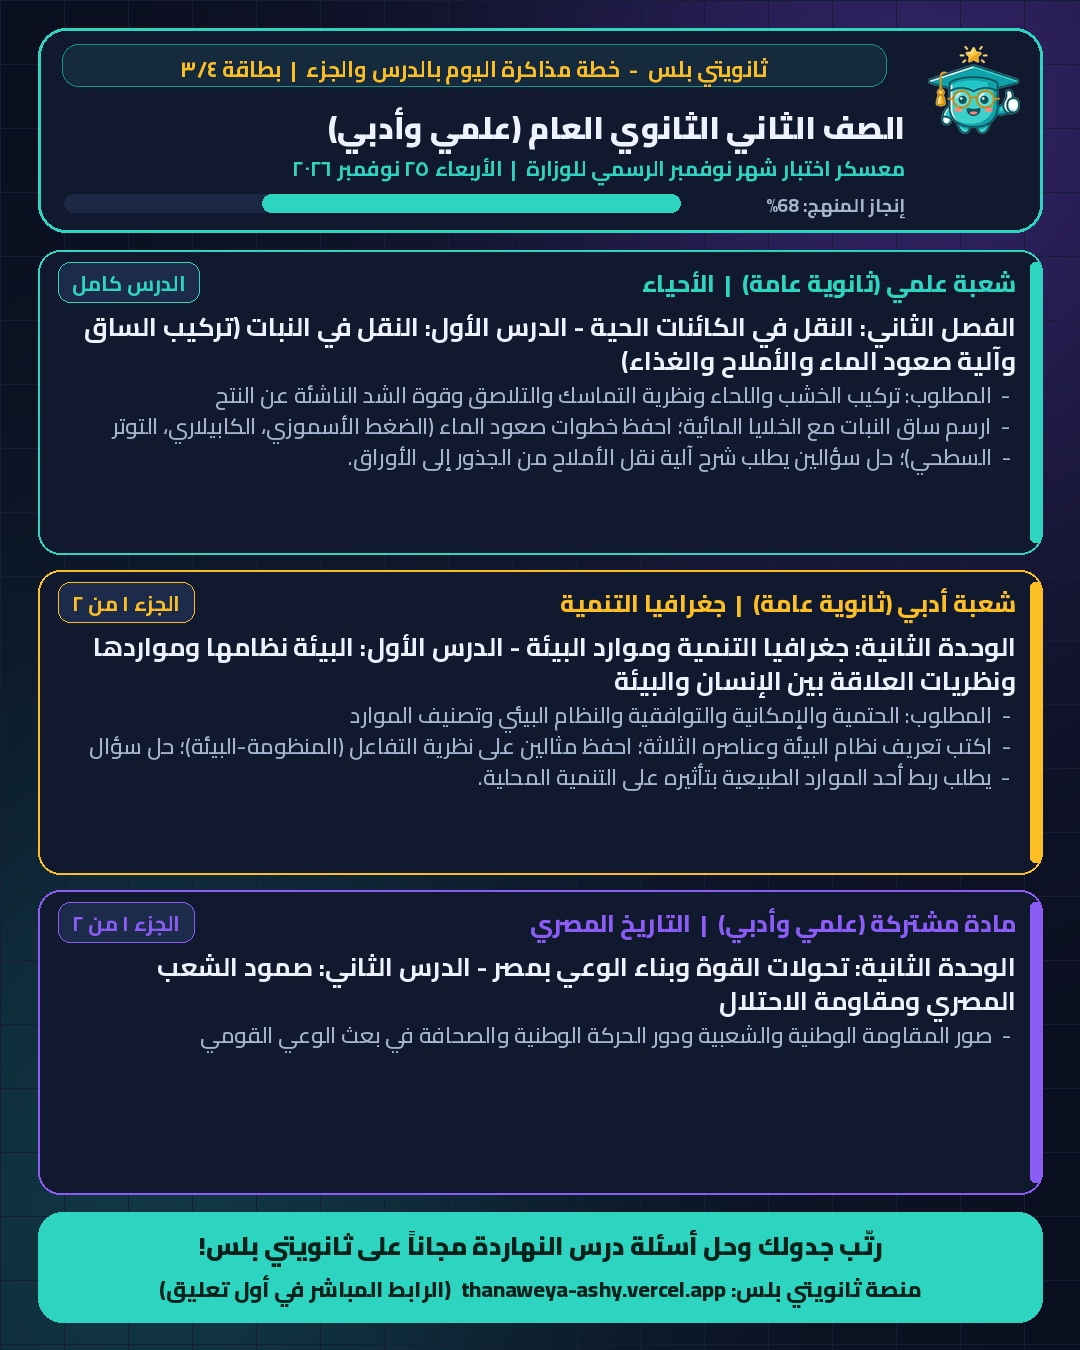 ثانويتي بلس - خطة مذاكرة اليوم بالدرس والجزء | بطاقة ٣/٤
الصف الثاني الثانوي العام (علمي وأدبي)
معسكر اختبار شهر نوفمبر الرسمي للوزارة | الأربعاء ٢٥ نوفمبر ٢٠٢٦
إنجاز المنهج: 68%
شعبة علمي (ثانوية عامة) | الأحياء
الدرس كامل
الفصل الثاني: النقل في الكائنات الحية - الدرس الأول: النقل في النبات (تركيب الساق
وآلية صعود الماء والأملاح والغذاء)
- المطلوب: تركيب الخشب واللحاء ونظرية التماسك والتلاصق وقوة الشد الناشئة عن النتح
- ارسم ساق النبات مع الخلايا المائية؛ احفظ خطوات صعود الماء (الضغط الأسموزي، الكابيلاري، التوتر
- السطحي)؛ حل سؤالين يطلب شرح آلية نقل الأملاح من الجذور إلى الأوراق.
شعبة أدبي (ثانوية عامة) | جغرافيا التنمية
الجزء ١ من ٢
الوحدة الثانية: جغرافيا التنمية وموارد البيئة - الدرس الأول: البيئة نظامها ومواردها
ونظريات العلاقة بين الإنسان والبيئة
- المطلوب: الحتمية والإمكانية والتوافقية والنظام البيئي وتصنيف الموارد
- اكتب تعريف نظام البيئة وعناصره الثلاثة؛ احفظ مثالين على نظرية التفاعل (المنظومة-البيئة)؛ حل سؤال
- يطلب ربط أحد الموارد الطبيعية بتأثيره على التنمية المحلية.
مادة مشتركة (علمي وأدبي) | التاريخ المصري
الجزء ١ من ٢
الوحدة الثانية: تحولات القوة وبناء الوعي بمصر - الدرس الثاني: صمود الشعب
المصري ومقاومة الاحتلال
- صور المقاومة الوطنية والشعبية ودور الحركة الوطنية والصحافة في بعث الوعي القومي
رتّب جدولك وحل أسئلة درس النهاردة مجاناً على ثانويتي بلس!
منصة ثانويتي بلس: thanaweya-ashy.vercel.app (الرابط المباشر في أول تعليق)